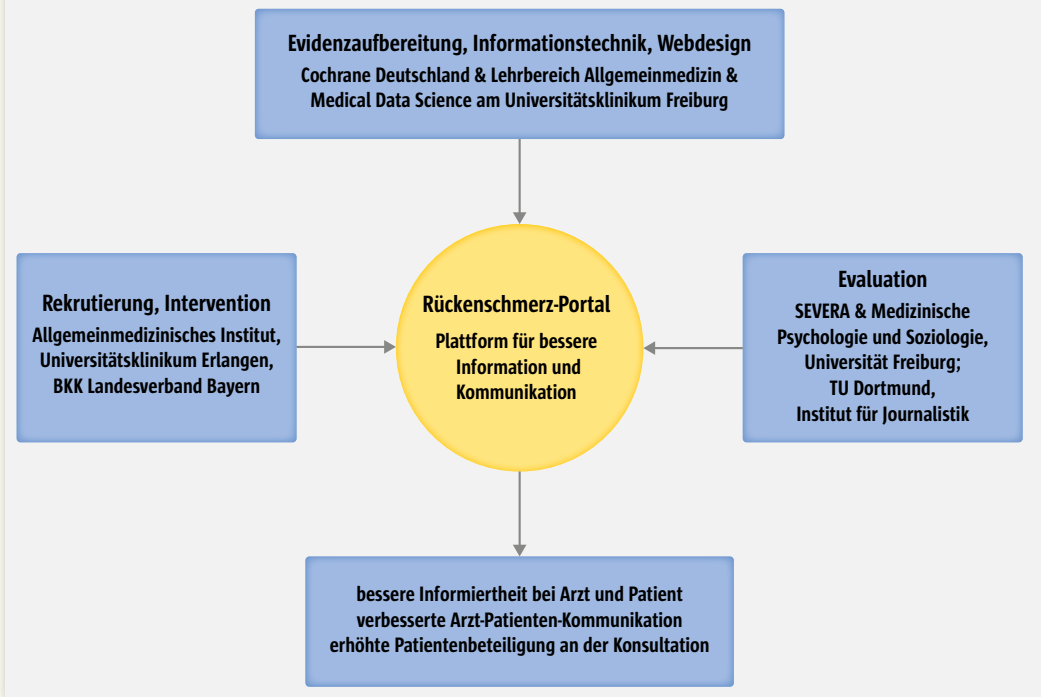 Evidenzaufbereitung, Informationstechnik, Webdesign
Cochrane Deutschland & Lehrbereich Allgemeinmedizin &
Medical Data Science am Universitätsklinikum Freiburg
Rekrutierung, Intervention
Allgemeinmedizinisches Institut,
Universitätsklinikum Erlangen,
BKK Landesverband Bayern
Rückenschmerz-Portal
Plattform für bessere
Information und
Kommunikation
Evaluation
SEVERA & Medizinische
Psychologie und Soziologie,
Universität Freiburg;
TU Dortmund,
Institut für Journalistik
bessere Informiertheit bei Arzt und Patient
verbesserte Arzt-Patienten-Kommunikation
erhöhte Patientenbeteiligung an der Konsultation